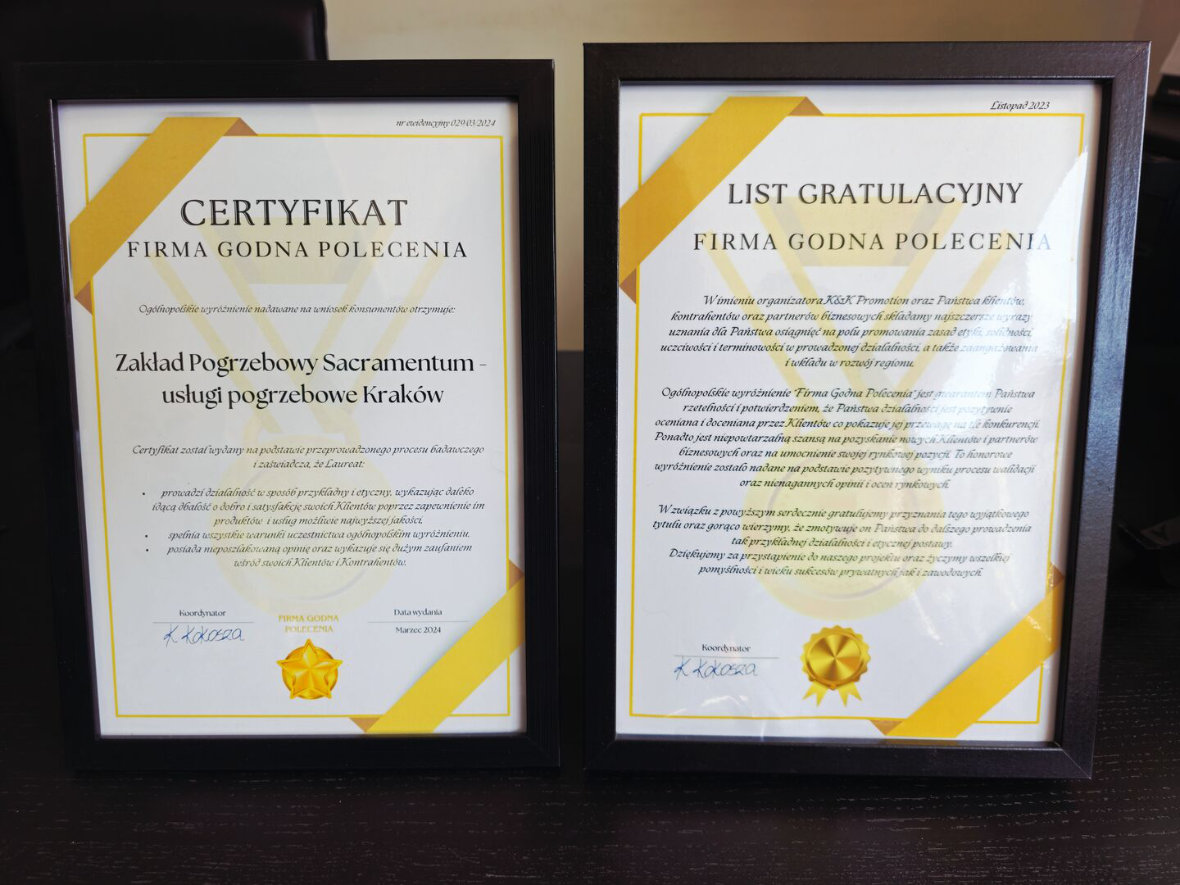 nr ewidencyjny 029/03/2024
CERTYFIKAT
FIRMA GODNA POLECENIA
Ogólnopolskie wyróżnienie nadawane na wniosek konsumentów otrzymuje:
Zakład Pogrzebowy Sacramentum -
usługi pogrzebowe Kraków
Certyfikat został wydany na podstawie przeprowadzonego procesu badawczego
i zaświadcza, że Laureat:
• prowadzi działalność w sposób przykładny i etyczny, wykazując daleko
idącą dbałość o dobro i satysfakcję swoich Klientów poprzez zapewnienie im
produktów i usług możliwie najwyższej jakości,
• spełnia wszystkie warunki uczestnictwa ogólnopolskim wyróżnieniu,
• posiada nieposzlakowaną opinię oraz wykazuje się dużym zaufaniem
wśród swoich Klientów i Kontrahentów.
Koordynator
K. Kokosza
FIRMA GODNA
POLECENIA
Data wydania
Marzec 2024
Listopad 2023
LIST GRATULACYJNY
FIRMA GODNA POLECENIA
W imieniu organizatora K&K Promotion oraz Państwa klientów,
kontrahentów oraz partnerów biznesowych składamy najszczersze wyrazy
uznania dla Państwa osiągnięć na polu promowania zasad etyki, solidności,
uczciwości i terminowości w prowadzonej działalności, a także zaangażowania
i wkładu w rozwój regionu.
Ogólnopolskie wyróżnienie "Firma Godna Polecenia" jest gwarantem Państwa
rzetelności i potwierdzeniem, że Państwa działalności jest pozytywnie
oceniana i doceniana przez Klientów co pokazuje jej przewagę na tle konkurencji.
Ponadto jest niepowtarzalną szansą na pozyskanie nowych Klientów i partnerów
biznesowych oraz na umocnienie swojej rynkowej pozycji. To honorowe
wyróżnienie zostało nadane na podstawie pozytywnego wyniku procesu walidacji
oraz nienagannych opinii i ocen rynkowych.
W związku z powyższym serdecznie gratulujemy przyznania tego wyjątkowego
tytułu oraz gorąco wierzymy, że zmotywuje on Państwa do dalszego prowadzenia
tak przykładnej działalności i etycznej postawy.
Dziękujemy za przystąpienie do naszego projektu oraz życzymy wszelkiej
pomyślności i wielu sukcesów prywatnych jak i zawodowych.
Koordynator
K. Kokosza